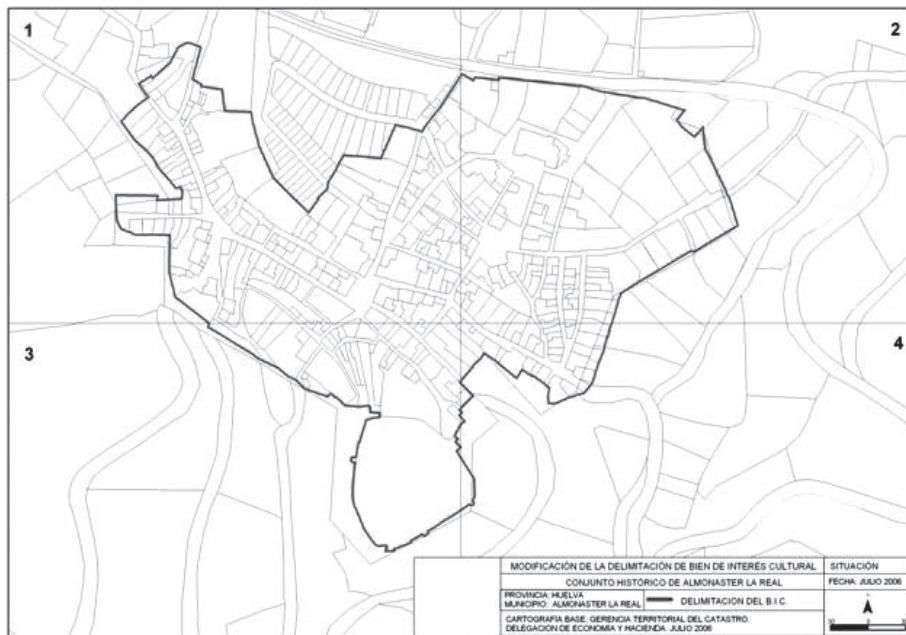 1
2
3
4
MODIFICACIÓN DE LA DELIMITACIÓN DE BIEN DE INTERÉS CULTURAL
SITUACIÓN
CONJUNTO HISTÓRICO DE ALMONASTER LA REAL
FECHA: JULIO 2006
PROVINCIA: HUELVA
MUNICIPIO: ALMONASTER LA REAL
DELIMITACION DEL B.I.C.
CARTOGRAFÍA BASE: GERENCIA TERRITORIAL DEL CATASTRO.
DELEGACIÓN DE ECONOMÍA Y HACIENDA. JULIO 2006